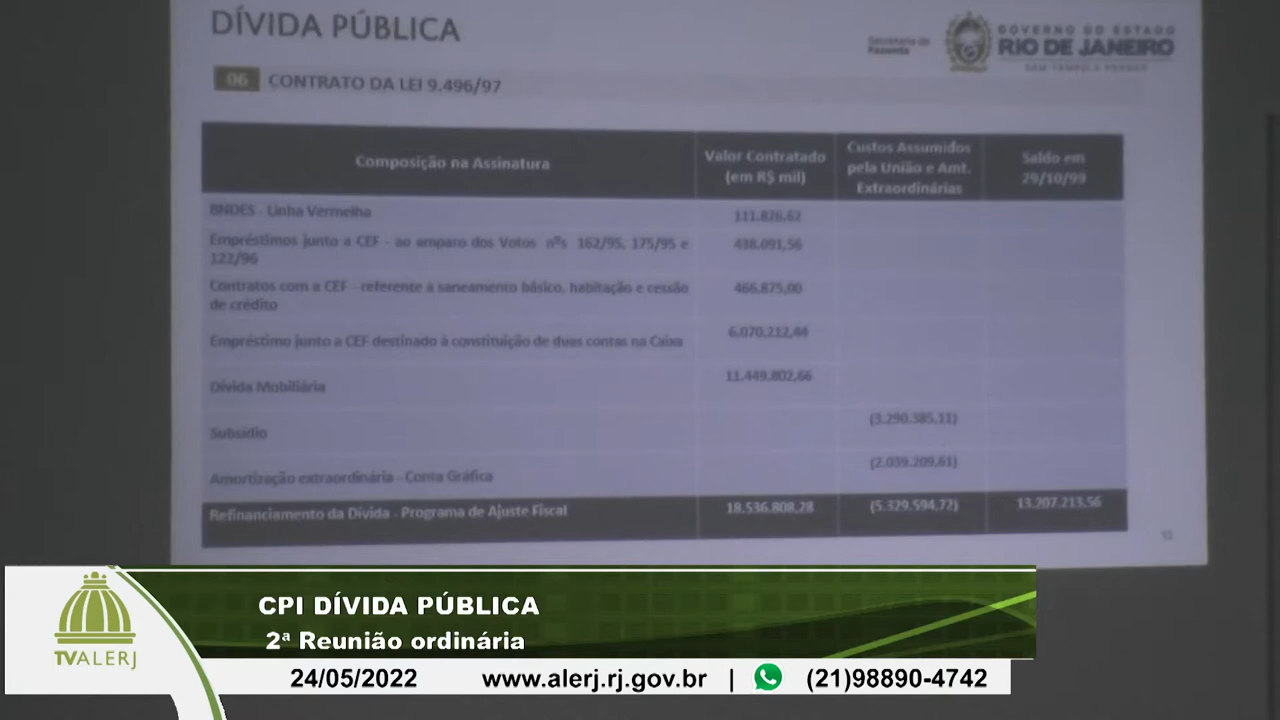 DÍVIDA PÚBLICA
Secretaria de
Fazenda
GOVERNO DO ESTADO
RIO DE JANEIRO
SEM TEMPO A PERDER
06 CONTRATO DA LEI 9.496/97
Composição na Assinatura
Valor Contratado
(em R$ mil)
Custos Assumidos
pela União e Amt.
Extraordinárias
Saldo em
29/10/99
BNDES - Linha Vermelha 111.826,62
Empréstimos junto a CEF - ao amparo dos Votos nºs 162/95, 175/95 e 438.091,56
122/96
Contratos com a CEF - referente a saneamento básico, habitação e cessão 466.875,00
de crédito
Empréstimo junto a CEF destinado à constituição de duas contas na Caixa 6.070.212,44
Dívida Mobiliária 11.449.802,66
Subsídio (3.290.385,11)
Amortização extraordinária - Conta Gráfica (2.039.209,61)
Refinanciamento da Dívida - Programa de Ajuste Fiscal 18.536.808,28 (5.329.594,72) 13.207.213,56
CPI DÍVIDA PÚBLICA
2ª Reunião ordinária
TVALERJ
24/05/2022 www.alerj.rj.gov.br | (21)98890-4742